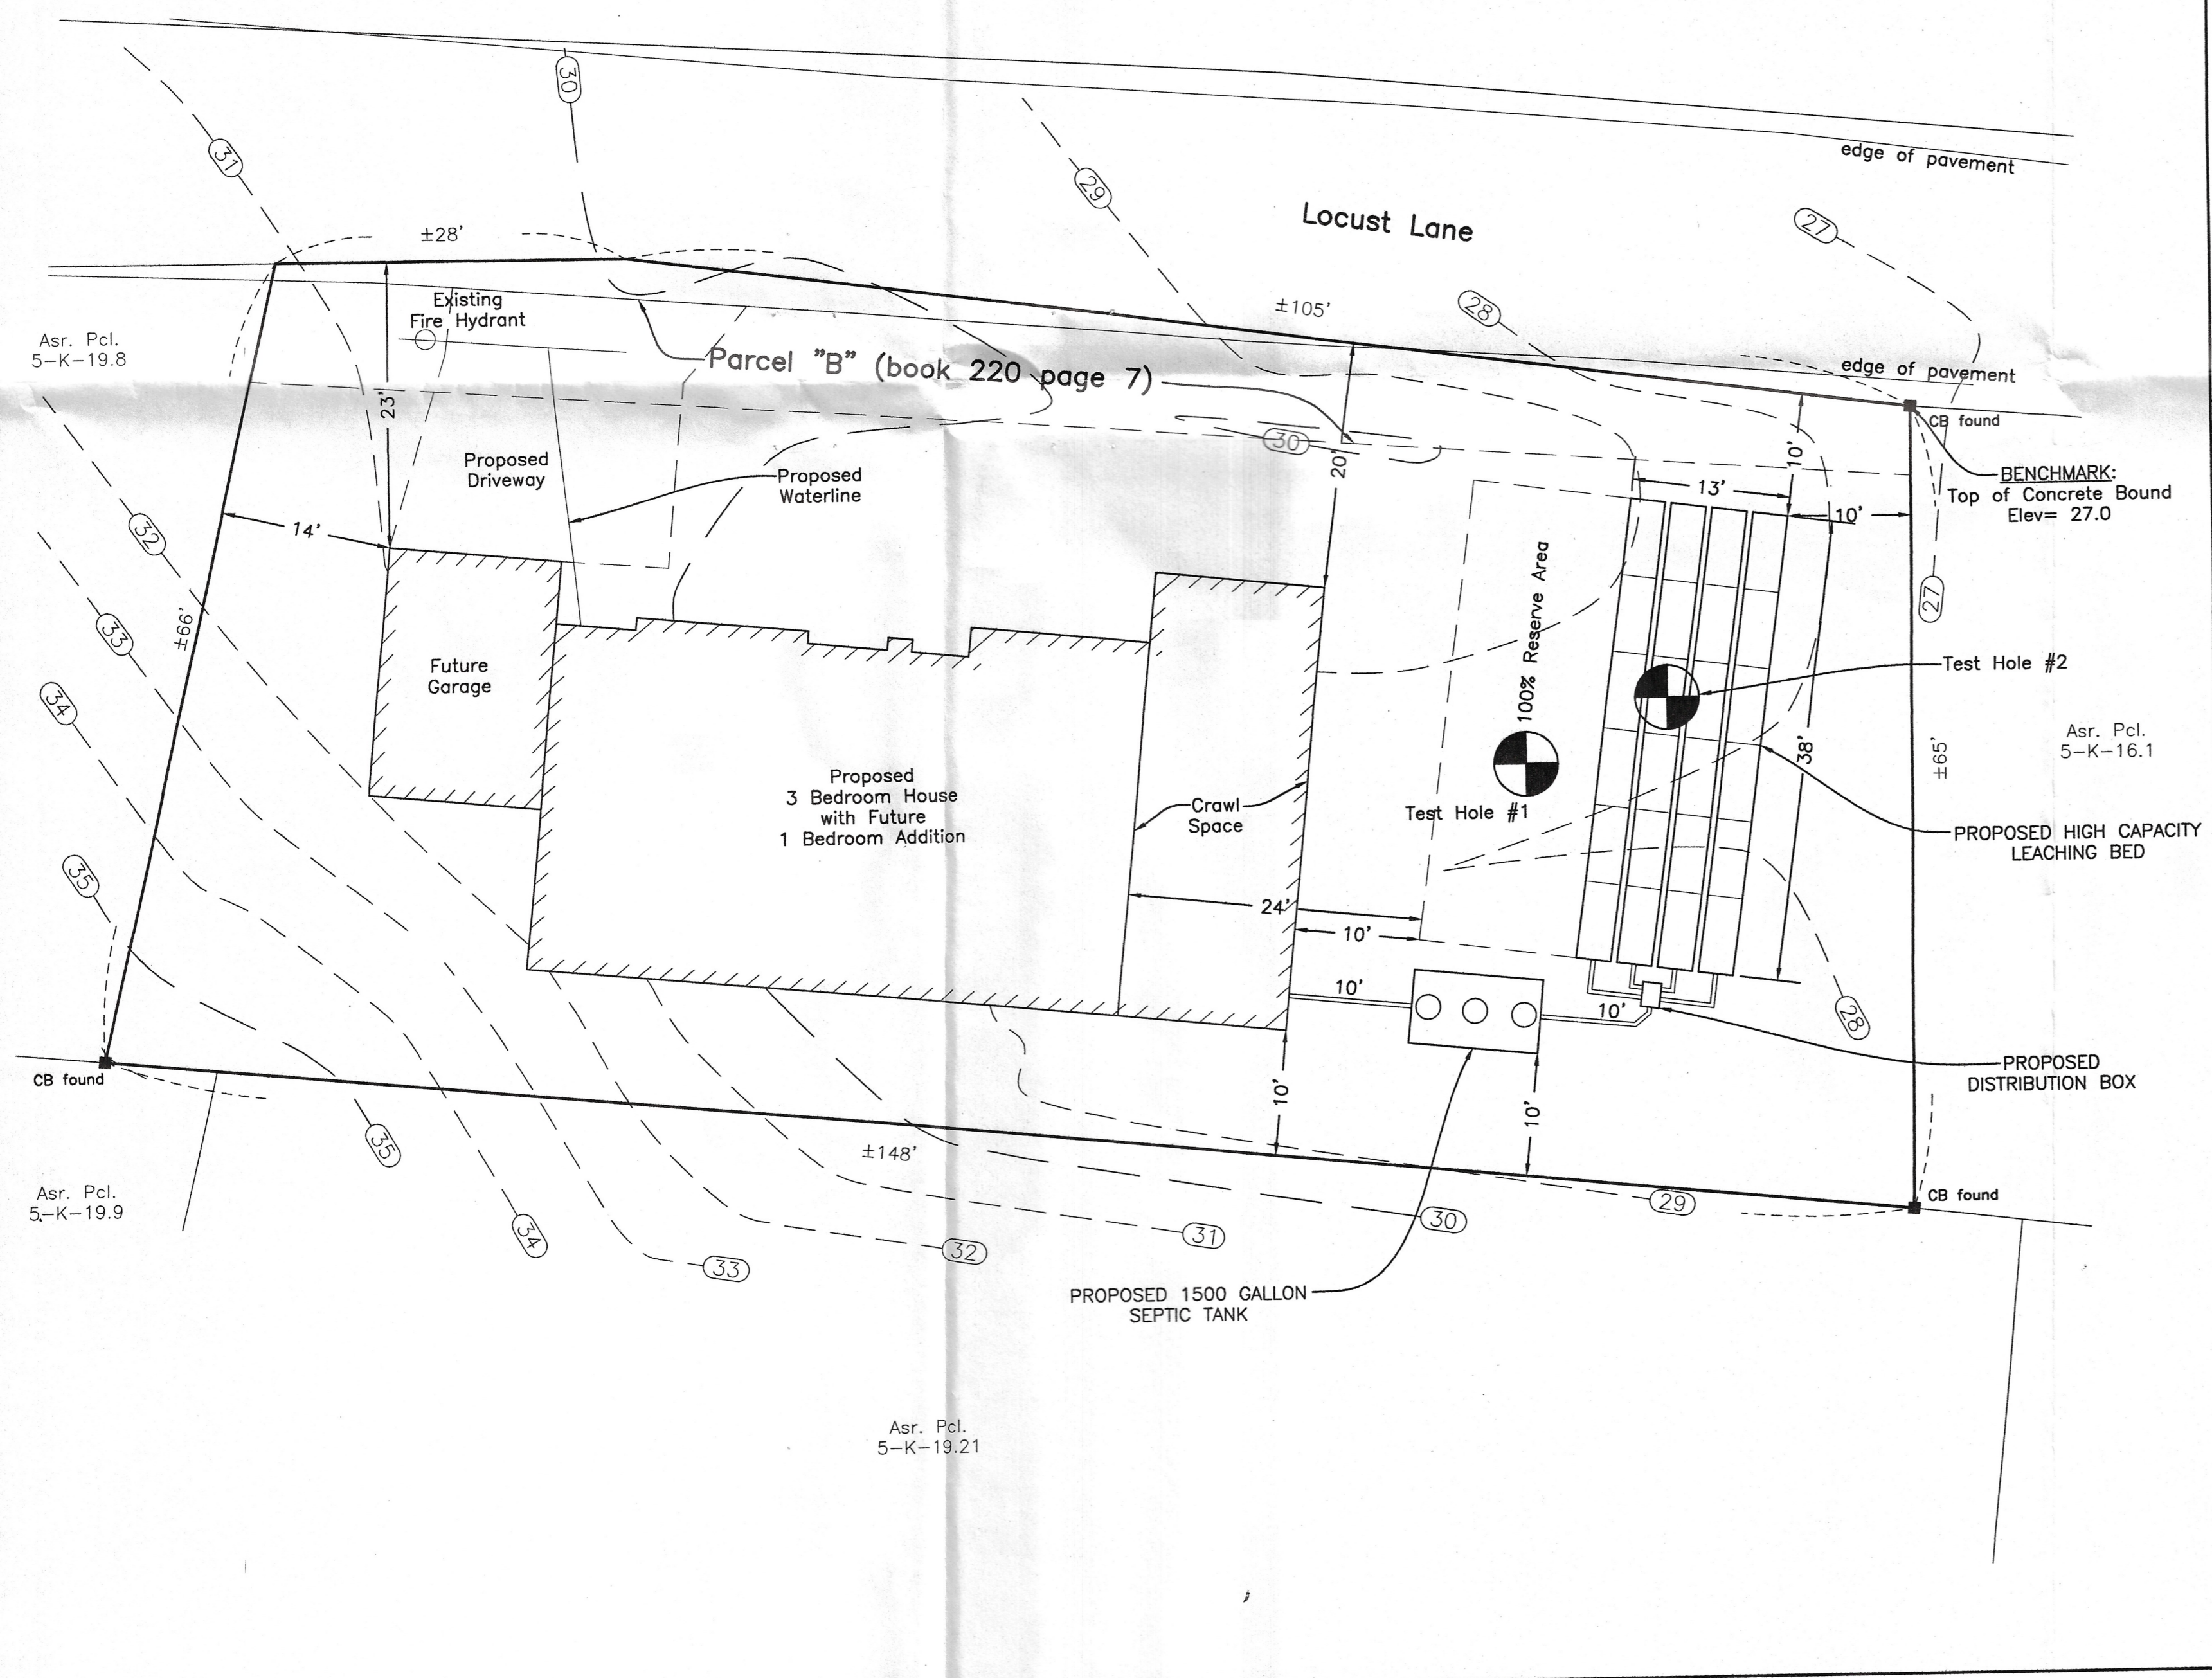 30
31
29
27
edge of pavement
Locust Lane
±28'
28
±105'
Existing
Fire Hydrant
Asr. Pcl.
5-K-19.8
Parcel "B" (book 220 page 7)
edge of pavement
23'
CB found
30
20'
10'
Proposed
Driveway
Proposed
Waterline
13'
10'
BENCHMARK:
Top of Concrete Bound
Elev= 27.0
14'
32
27
33
±66'
100% Reserve Area
Future
Garage
Test Hole #2
34
38'
±65'
Asr. Pcl.
5-K-16.1
Proposed
3 Bedroom House
with Future
1 Bedroom Addition
Crawl
Space
Test Hole #1
PROPOSED HIGH CAPACITY
LEACHING BED
35
24'
10'
10'
10'
28
PROPOSED
DISTRIBUTION BOX
CB found
10'
10'
35
±148'
Asr. Pcl.
5-K-19.9
CB found
29
34
30
31
32
33
PROPOSED 1500 GALLON
SEPTIC TANK
Asr. Pcl.
5-K-19.21